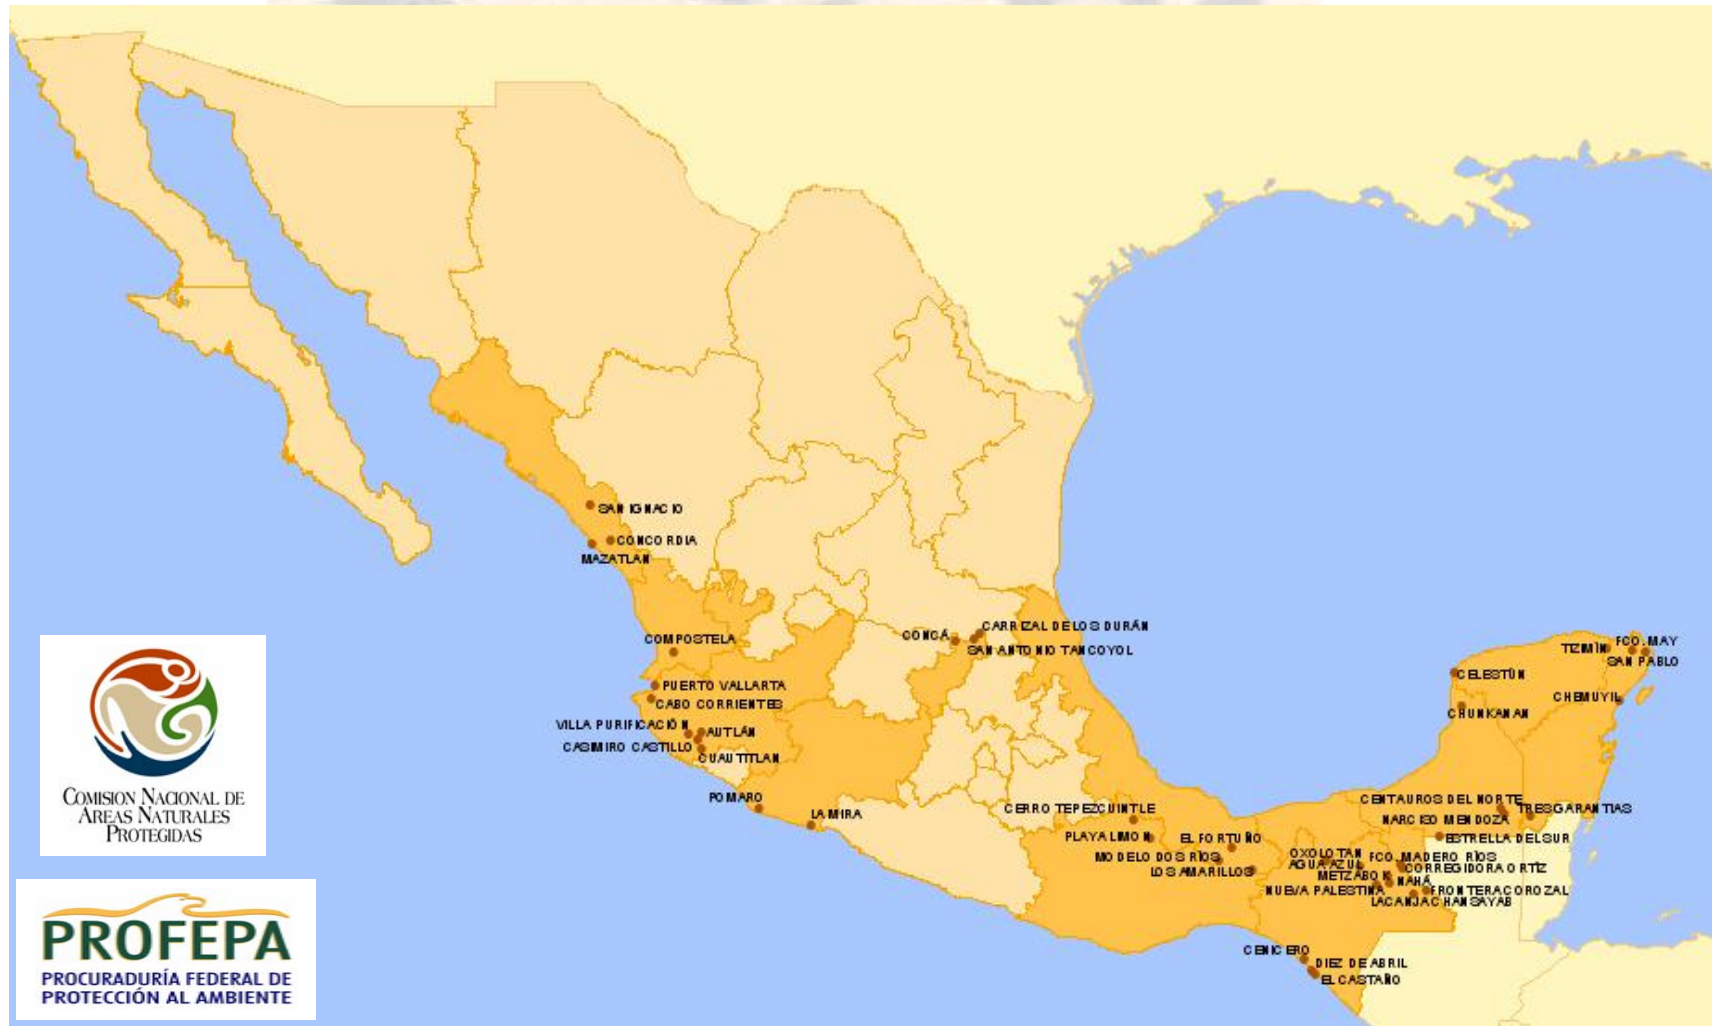 SAN IGNACIO
CONCORDIA
MAZATLAN
COMPOSTELA
CONCÁ
CARRIZAL DE LOS DURÁN
SAN ANTONIO TANCOYOL
TIZIMÍN
FCO. MAY
SAN PABLO
CELESTÚN
CHEMUYIL
CHUNKANAN
PUERTO VALLARTA
CABO CORRIENTES
VILLA PURIFICACIÓN
AUTLÁN
CASIMIRO CASTILLO
CUAUTITLAN
POMARO
LA MIRA
CERRO TEPEZCUINTLE
PLAYA LIMON
EL FORTUÑO
MODELO DOS RÍOS
LOS AMARILLOS
CENTAUROS DEL NORTE
TRES GARANTIAS
NARCISO MENDOZA
ESTRELLA DEL SUR
OXOLOTAN
FCO. MADERO RÍOS
AGUA AZUL
CORREGIDORA ORTÍZ
METZABOK
NAHÁ
NUEVA PALESTINA
FRONTERA COROZAL
LACANJA CHANSAYAB
CENICERO
DIEZ DE ABRIL
EL CASTAÑO
COMISION NACIONAL DE
AREAS NATURALES
PROTEGIDAS
PROFEPA
PROCURADURÍA FEDERAL DE
PROTECCIÓN AL AMBIENTE